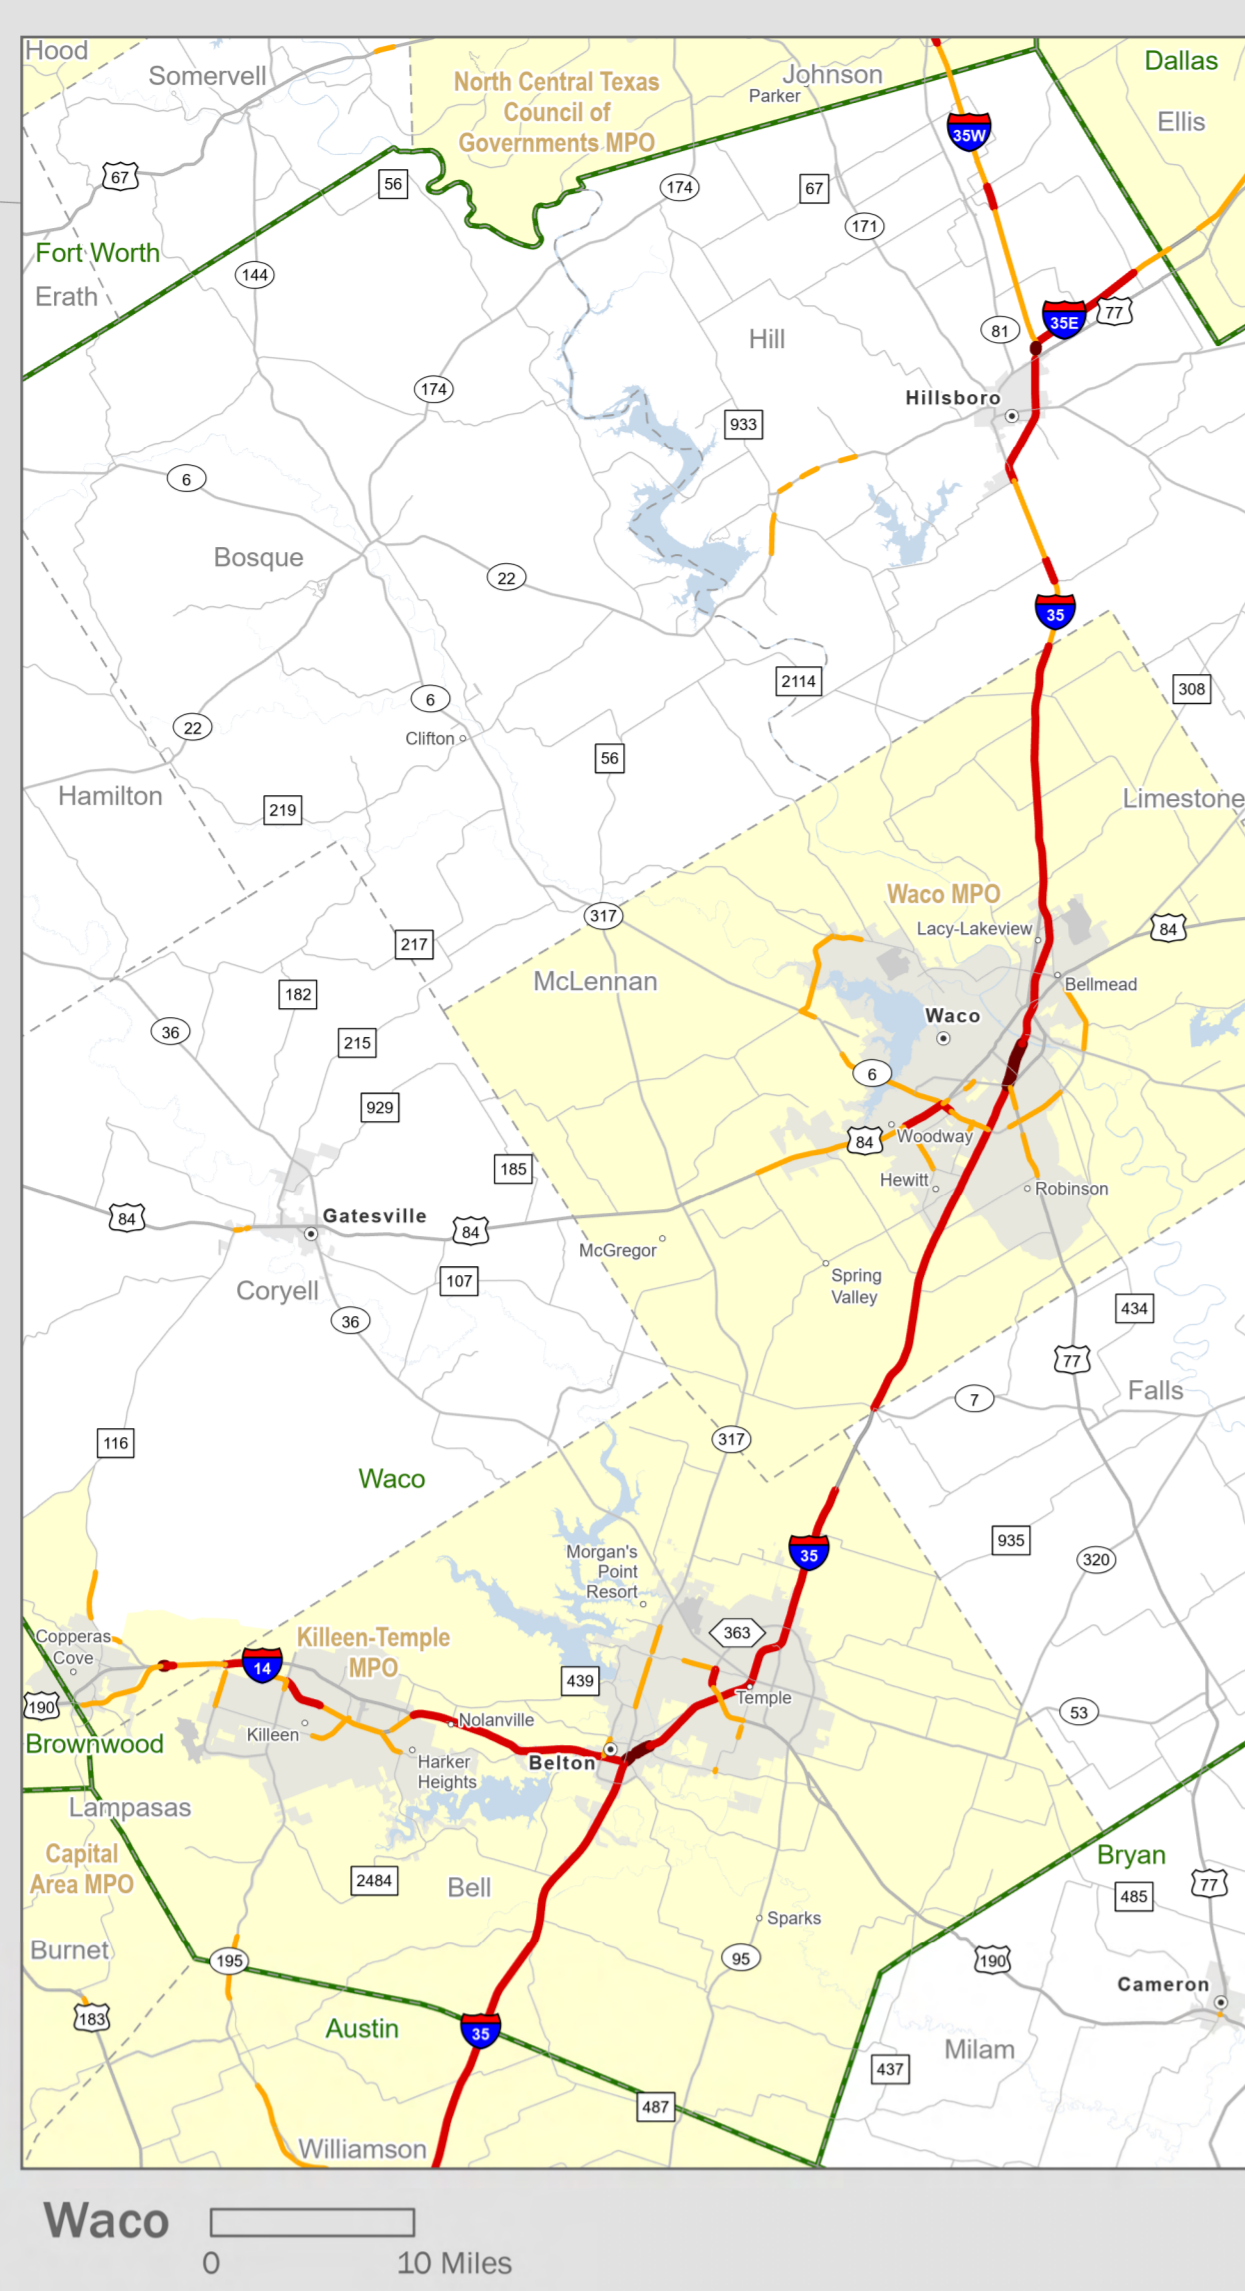 Hood
Somervell
North Central Texas
Council of
Governments MPO
Johnson
Parker
Dallas
Ellis
35W
67
56
174
67
171
Fort Worth
144
Erath
81
35E
77
Hill
174
Hillsboro
933
6
Bosque
22
35
2114
308
6
22
Clifton
56
Hamilton
219
Limestone
Waco MPO
317
Lacy-Lakeview
84
217
McLennan
Bellmead
182
Waco
36
215
6
929
84
Woodway
185
Hewitt
Robinson
84
Gatesville
84
McGregor
Spring
Valley
107
Coryell
434
36
77
Falls
7
116
317
Waco
935
35
320
Morgan's
Point
Resort
Copperas
Cove
Killeen-Temple
MPO
363
14
439
Temple
190
Killeen
Nolanville
53
Brownwood
Belton
Harker
Heights
Lampasas
Capital
Area MPO
Bryan
2484
Bell
485
77
Sparks
Burnet
195
95
190
Cameron
183
Austin
35
Milam
437
487
Williamson
Waco
0
10 Miles